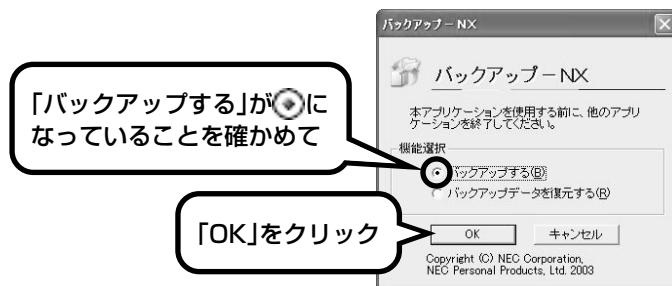 バックアップ－NX
バックアップ－NX
本アプリケーションを使用する前に、他のアプリ
ケーションを終了してください。
「バックアップする」が に
なっていることを確かめて
機能選択
バックアップする(B)
バックアップデータを復元する(R)
「OK」をクリック
OK
キャンセル
Copyright (C) NEC Corporation,
NEC Personal Products, Ltd. 2003